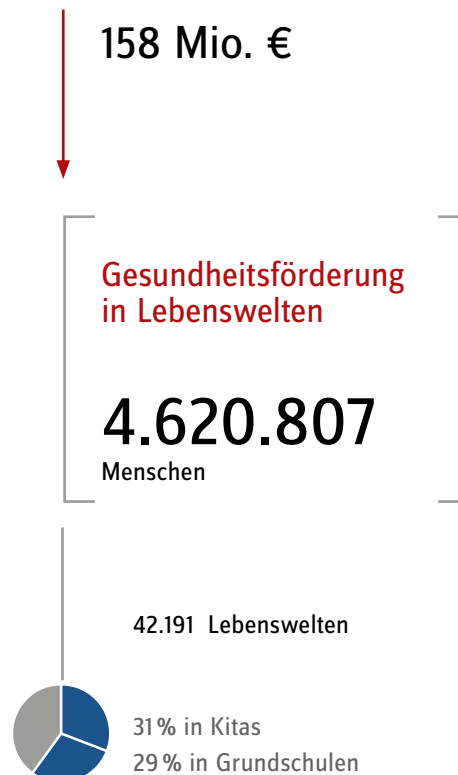 158 Mio. €
Gesundheitsförderung
in Lebenswelten
4.620.807
Menschen
42.191 Lebenswelten
31 % in Kitas
29 % in Grundschulen